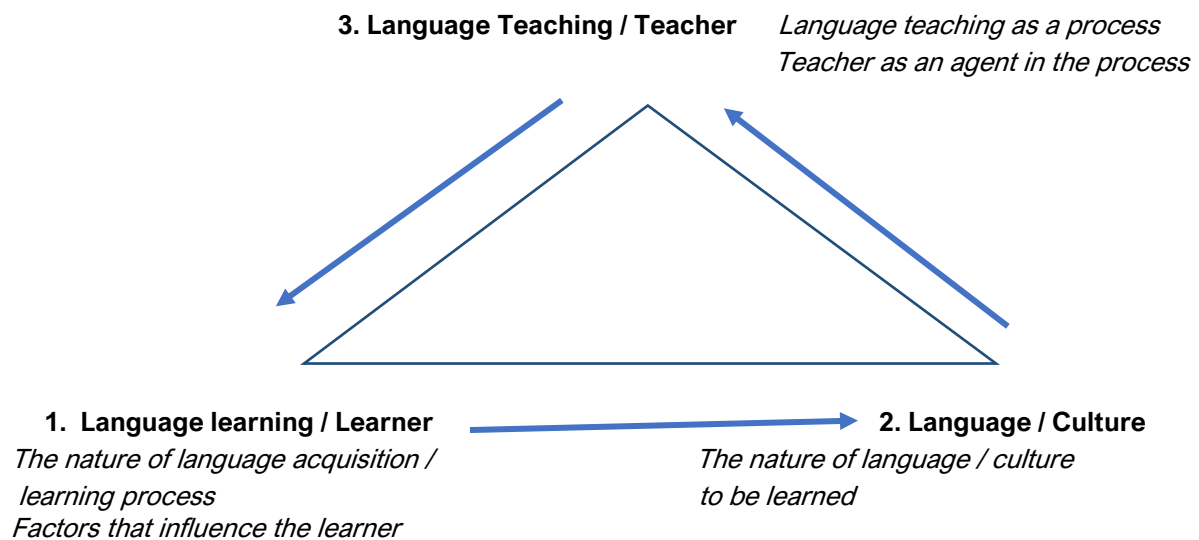 3. Language Teaching / Teacher
Language teaching as a process
Teacher as an agent in the process
1. Language learning / Learner
The nature of language acquisition /
learning process
Factors that influence the learner
2. Language / Culture
The nature of language / culture
to be learned